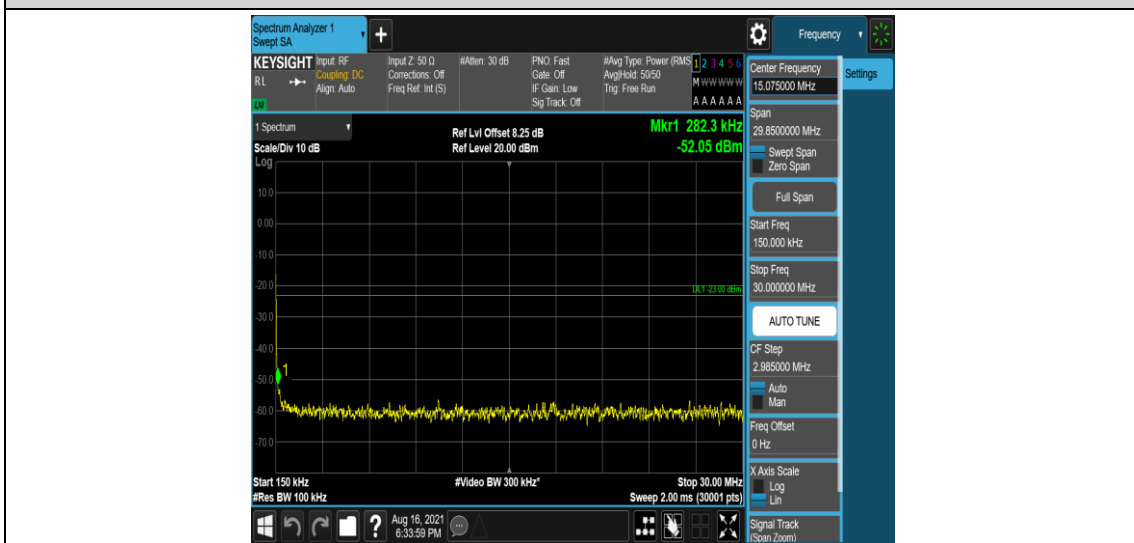 Spectrum Analyzer 1
Swept SA
+
Frequency
KEYSIGHT
RL
LXI
Input: RF
Coupling: DC
Align: Auto
Input Z: 50 Ω
Corrections: Off
Freq Ref: Int (S)
#Atten: 30 dB
PNO: Fast
Gate: Off
IF Gain: Low
Sig Track: Off
#Avg Type: Power (RMS
Avg|Hold: 50/50
Trig: Free Run
1 2 3 4 5 6
M W W W W W
A A A A A A
Center Frequency
15.075000 MHz
Settings
1 Spectrum
Scale/Div 10 dB
Ref Lvl Offset 8.25 dB
Ref Level 20.00 dBm
Mkr1 282.3 kHz
-52.05 dBm
Span
29.8500000 MHz
Swept Span
Zero Span
Full Span
Start Freq
150.000 kHz
Stop Freq
30.000000 MHz
AUTO TUNE
CF Step
2.985000 MHz
Auto
Man
Freq Offset
0 Hz
X Axis Scale
Log
Lin
Signal Track
(Span Zoom)
Log
10.0
0.00
-10.0
-20.0
DL1 -23.00 dBm
-30.0
-40.0
-50.0
1
-60.0
-70.0
Start 150 kHz
#Video BW 300 kHz*
Stop 30.00 MHz
#Res BW 100 kHz
Sweep 2.00 ms (30001 pts)
?
Aug 16, 2021
6:33:59 PM